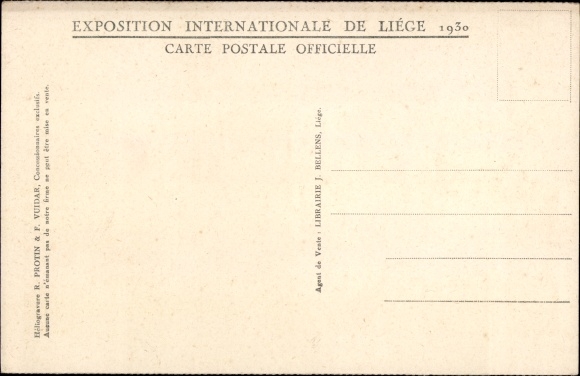 EXPOSITION INTERNATIONALE DE LIÉGE 1930
CARTE POSTALE OFFICIELLE
Héliogravure R. PROTIN & F. VUIDAR, Concessionnaires exclusifs.
Aucune carte n'émanant pas de notre firme ne peut être mise en vente.
Agent de Vente : LIBRAIRIE J. BELLENS, Liége.